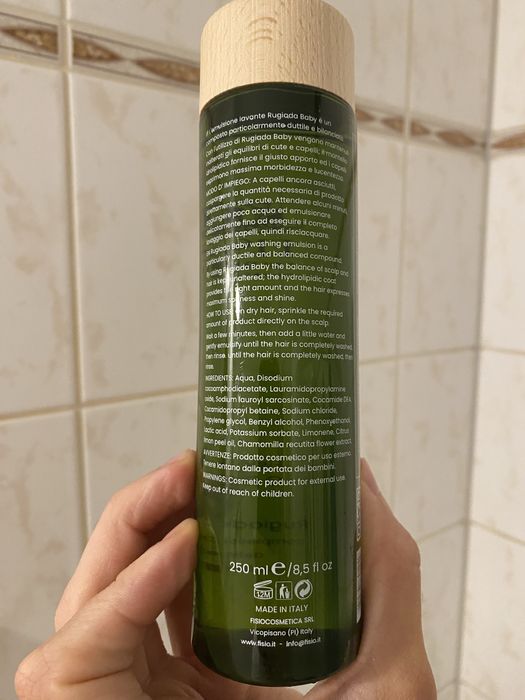 emulsione lavante Rugiada Baby è un
composto particolarmente duttile e bilanciato.
Con l'utilizzo di Rugiada Baby vengono mantenuti
inalterati gli equilibri di cute e capelli; il mantello
idrolipidico fornisce il giusto apporto ed i capelli
esprimono massima morbidezza e lucentezza.
MODO D' IMPIEGO: A capelli ancora asciutti,
cospargere la quantità necessaria di prodotto
direttamente sulla cute. Attendere alcuni minuti,
aggiungere poca acqua ed emulsionare
delicatamente fino ad eseguire il completo
lavaggio dei capelli, quindi risciacquare.
Rugiada Baby washing emulsion is a
particularly ductile and balanced compound.
By using Rugiada Baby the balance of scalp and
hair is kept unaltered; the hydrolipidic coat
provides the right amount and the hair expresses
maximum softness and shine.
HOW TO USE: on dry hair, sprinkle the required
amount of product directly on the scalp.
Wait a few minutes, then add a little water and
gently emulsify until the hair is completely washed,
then rinse. until the hair is completely washed, then
rinse.
INGREDIENTS: Aqua, Disodium
cocoamphodiacetate, Lauramidopropylamine
oxide, Sodium lauroyl sarcosinate, Cocamide DEA,
Cocamidopropyl betaine, Sodium chloride,
Propylene glycol, Benzyl alcohol, Phenoxyethanol,
Lactic acid, Potassium sorbate, Limonene, Citrus
limon peel oil, Chamomilla recutita flower extract.
AVVERTENZE: Prodotto cosmetico per uso esterno.
Tenere lontano dalla portata dei bambini.
WARNINGS: Cosmetic product for external use.
Keep out of reach of children.
250 ml e/8,5 fl oz
12M
MADE IN ITALY
FISIOCOSMETICA SRL
Vicopisano (PI) Italy
www.fisio.it - info@fisio.it